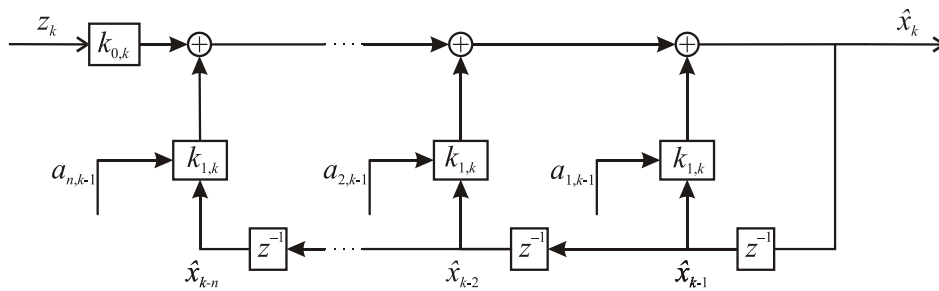 z_k k_{0,k} + · · · · + + x̂_k
a_{n,k-1} k_{1,k} a_{2,k-1} k_{1,k} a_{1,k-1} k_{1,k}
z^{-1} · · · · z^{-1} z^{-1}
x̂_{k-n} x̂_{k-2} x̂_{k-1}